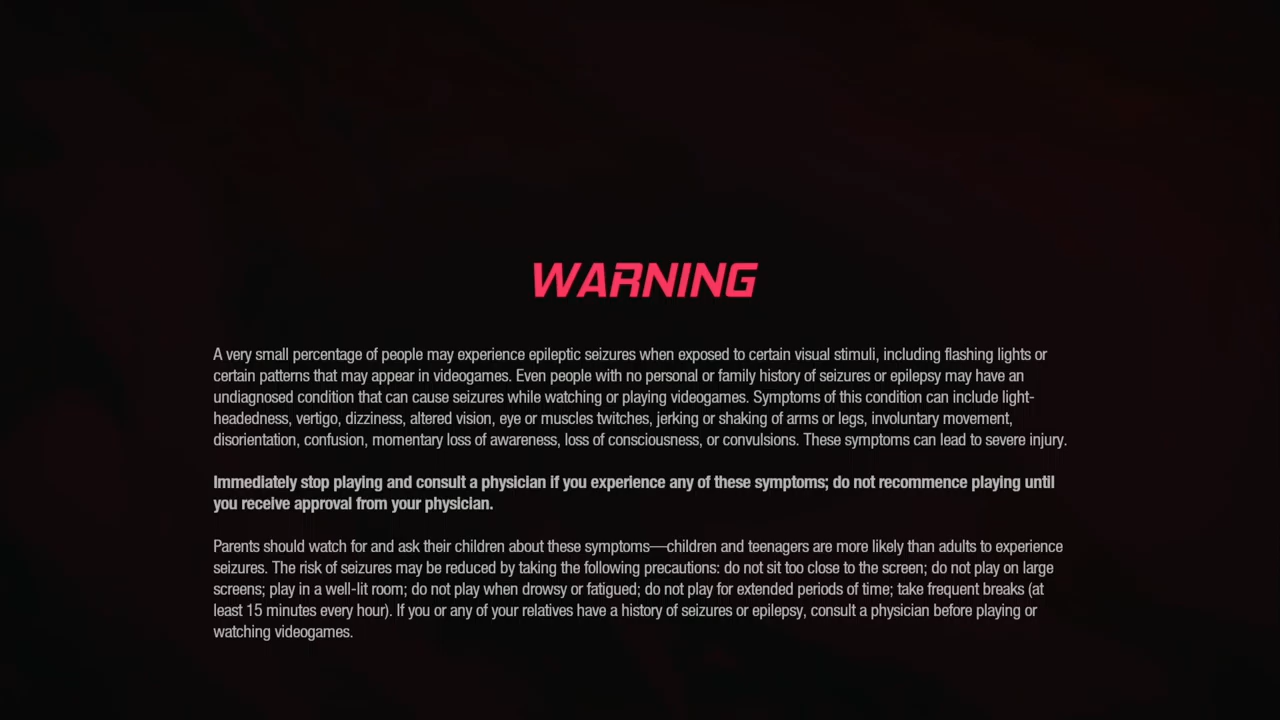 WARNING
A very small percentage of people may experience epileptic seizures when exposed to certain visual stimuli, including flashing lights or
certain patterns that may appear in videogames. Even people with no personal or family history of seizures or epilepsy may have an
undiagnosed condition that can cause seizures while watching or playing videogames. Symptoms of this condition can include light-
headedness, vertigo, dizziness, altered vision, eye or muscles twitches, jerking or shaking of arms or legs, involuntary movement,
disorientation, confusion, momentary loss of awareness, loss of consciousness, or convulsions. These symptoms can lead to severe injury.
Immediately stop playing and consult a physician if you experience any of these symptoms; do not recommence playing until
you receive approval from your physician.
Parents should watch for and ask their children about these symptoms—children and teenagers are more likely than adults to experience
seizures. The risk of seizures may be reduced by taking the following precautions: do not sit too close to the screen; do not play on large
screens; play in a well-lit room; do not play when drowsy or fatigued; do not play for extended periods of time; take frequent breaks (at
least 15 minutes every hour). If you or any of your relatives have a history of seizures or epilepsy, consult a physician before playing or
watching videogames.